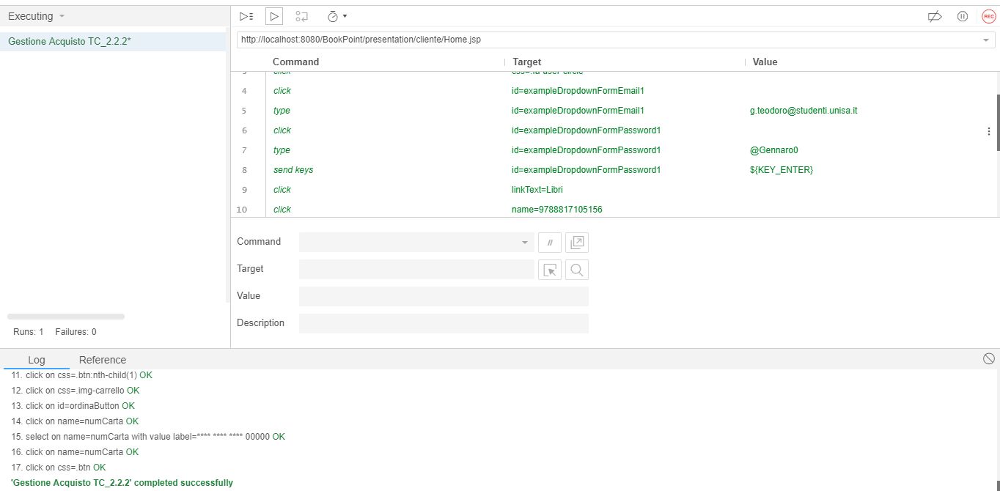 Executing
REC
Gestione Acquisto TC_2.2.2*
http://localhost:8080/BookPoint/presentation/cliente/Home.jsp
Command Target Value
3 click css=.fa-user-circle
4 click id=exampleDropdownFormEmail1
5 type id=exampleDropdownFormEmail1 g.teodoro@studenti.unisa.it
6 click id=exampleDropdownFormPassword1
7 type id=exampleDropdownFormPassword1 @Gennaro0
8 send keys id=exampleDropdownFormPassword1 ${KEY_ENTER}
9 click linkText=Libri
10 click name=9788817105156
Command //
Target
Value
Description
Runs: 1 Failures: 0
Log Reference
11. click on css=.btn:nth-child(1) OK
12. click on css=.img-carrello OK
13. click on id=ordinaButton OK
14. click on name=numCarta OK
15. select on name=numCarta with value label=**** **** **** 00000 OK
16. click on name=numCarta OK
17. click on css=.btn OK
'Gestione Acquisto TC_2.2.2' completed successfully